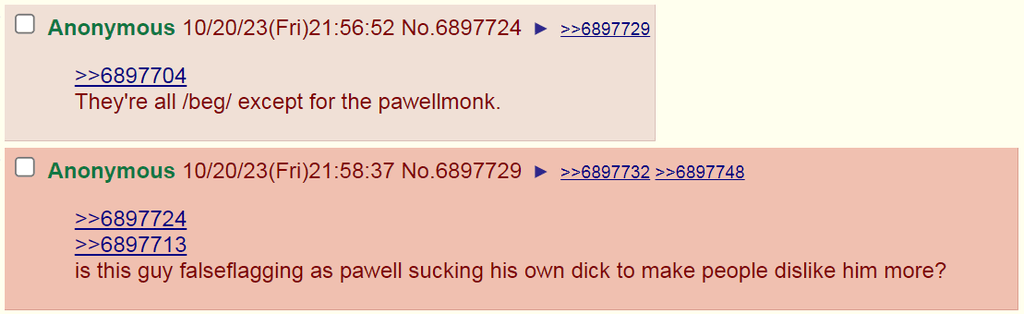 Anonymous 10/20/23(Fri)21:56:52 No.6897724 ► >>6897729
>>6897704
They're all /beg/ except for the pawellmonk.
Anonymous 10/20/23(Fri)21:58:37 No.6897729 ► >>6897732 >>6897748
>>6897724
>>6897713
is this guy falseflagging as pawell sucking his own dick to make people dislike him more?